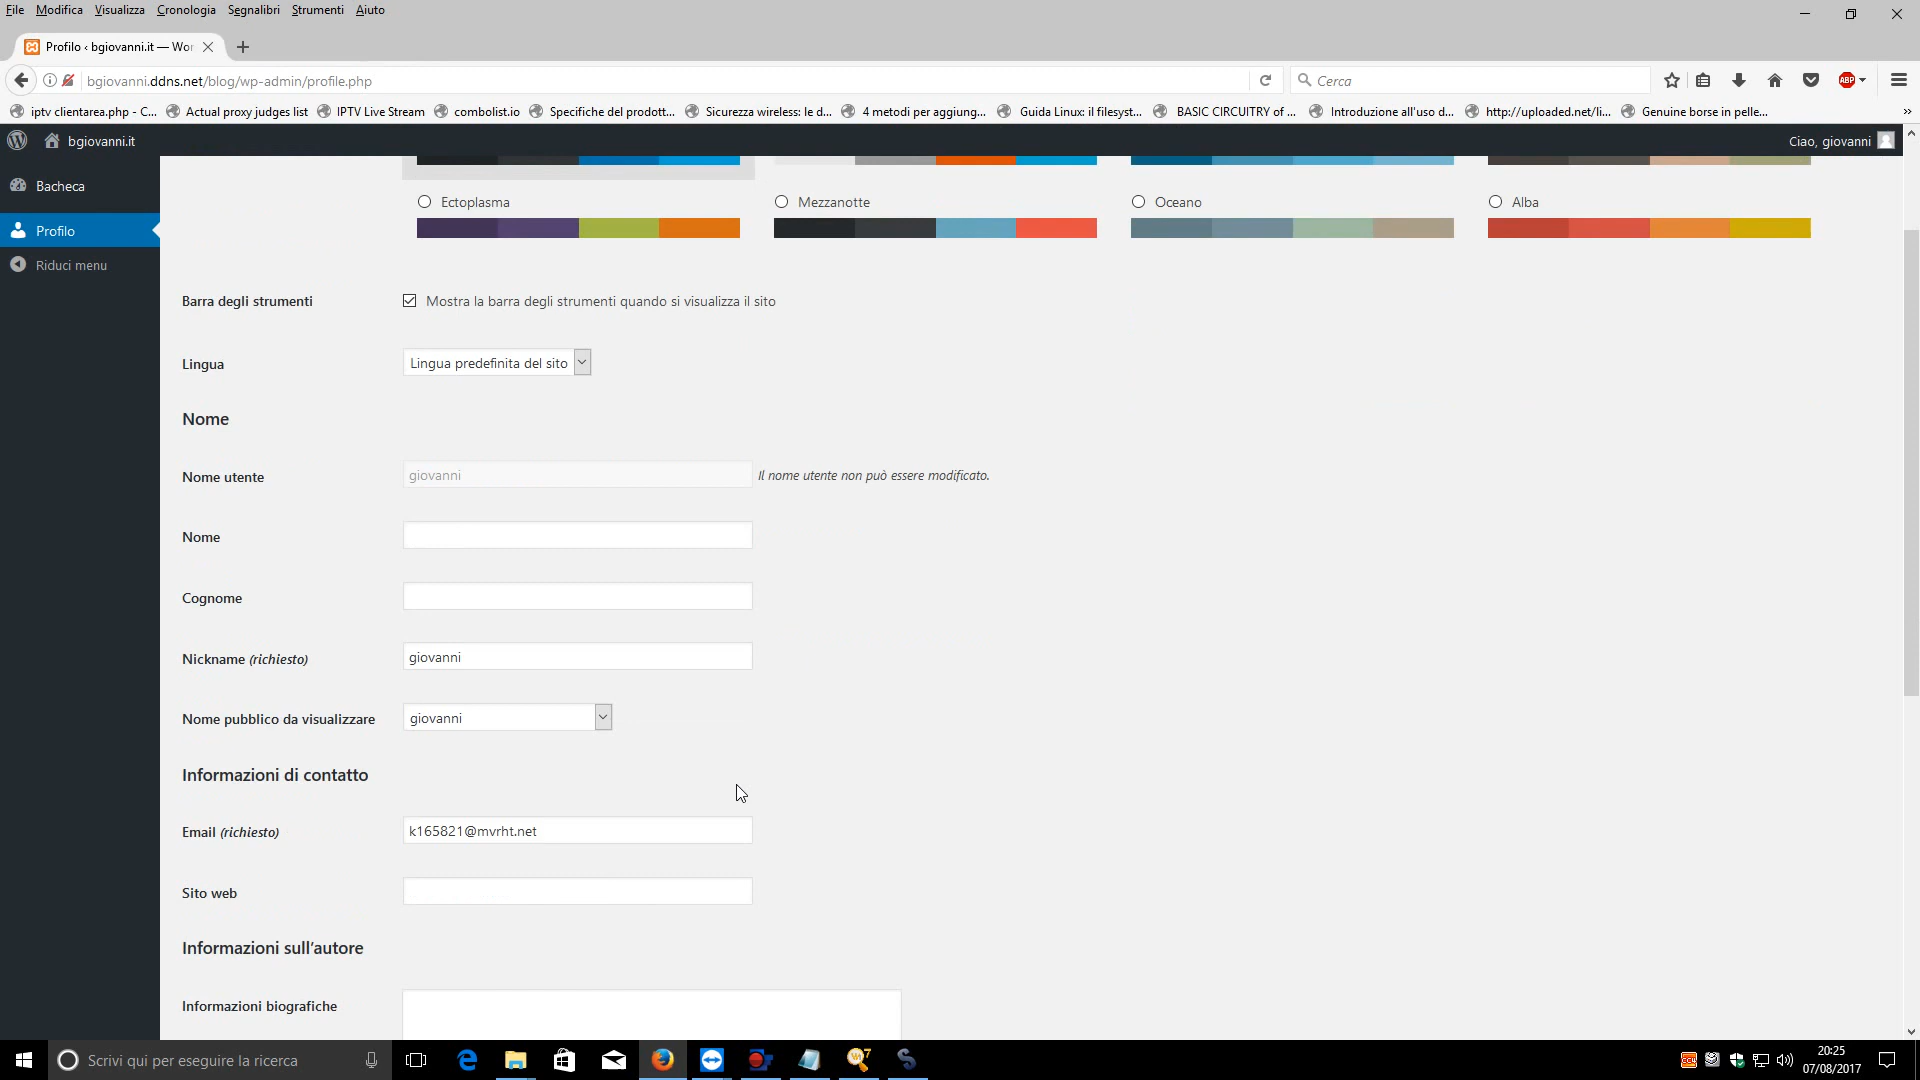 File Modifica Visualizza Cronologia Segnalibri Strumenti Aiuto
Profilo ‹ bgiovanni.it — Wor
bgiovanni.ddns.net/blog/wp-admin/profile.php
Cerca
ABP
iptv clientarea.php - C... Actual proxy judges list IPTV Live Stream combolist.io Specifiche del prodott... Sicurezza wireless: le d... 4 metodi per aggiung... Guida Linux: il filesyst... BASIC CIRCUITRY of ... Introduzione all'uso d... http://uploaded.net/li... Genuine borse in pelle... »
bgiovanni.it
Ciao, giovanni
Bacheca
Profilo
Riduci menu
Ectoplasma
Mezzanotte
Oceano
Alba
Barra degli strumenti
Mostra la barra degli strumenti quando si visualizza il sito
Lingua
Lingua predefinita del sito
Nome
Nome utente
giovanni
Il nome utente non può essere modificato.
Nome
Cognome
Nickname (richiesto)
giovanni
Nome pubblico da visualizzare
giovanni
Informazioni di contatto
Email (richiesto)
k165821@mvrht.net
Sito web
Informazioni sull'autore
Informazioni biografiche
Scrivi qui per eseguire la ricerca
20:25
07/08/2017